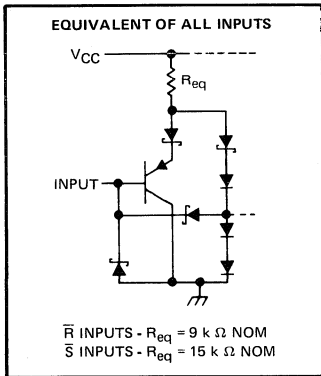 EQUIVALENT OF ALL INPUTS
VCC
Req
INPUT
R̅ INPUTS - Req = 9 k Ω NOM
S̅ INPUTS - Req = 15 k Ω NOM